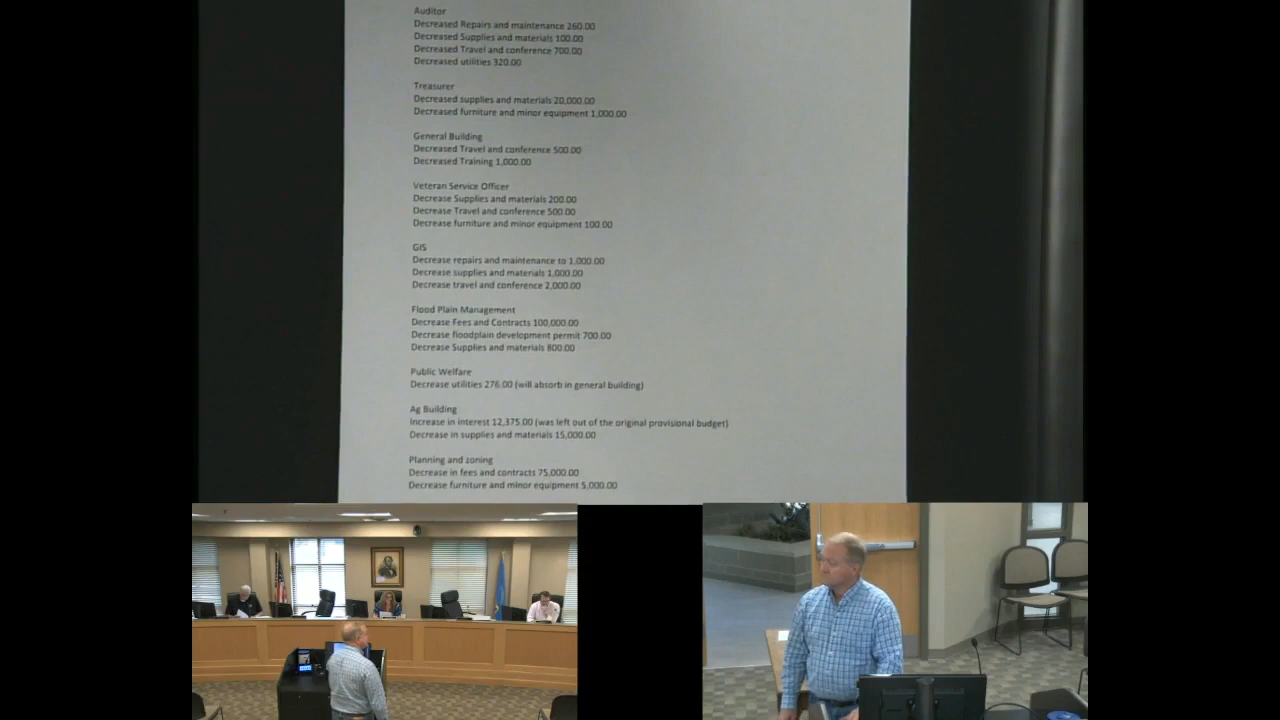 Auditor
Decreased Repairs and maintenance 260.00
Decreased Supplies and materials 100.00
Decreased Travel and conference 700.00
Decreased utilities 320.00
Treasurer
Decreased supplies and materials 20,000.00
Decreased furniture and minor equipment 1,000.00
General Building
Decreased Travel and conference 500.00
Decreased Training 1,000.00
Veteran Service Officer
Decrease Supplies and materials 200.00
Decrease Travel and conference 500.00
Decrease furniture and minor equipment 100.00
GIS
Decrease repairs and maintenance to 1,000.00
Decrease supplies and materials 1,000.00
Decrease travel and conference 2,000.00
Flood Plain Management
Decrease Fees and Contracts 100,000.00
Decrease floodplain development permit 700.00
Decrease Supplies and materials 800.00
Public Welfare
Decrease utilities 276.00 (will absorb in general building)
Ag Building
Increase in interest 12,375.00 (was left out of the original provisional budget)
Decrease in supplies and materials 15,000.00
Planning and zoning
Decrease in fees and contracts 75,000.00
Decrease furniture and minor equipment 5,000.00